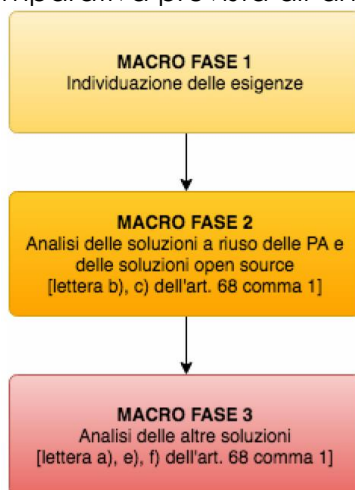 MACRO FASE 1
Individuazione delle esigenze
MACRO FASE 2
Analisi delle soluzioni a riuso delle PA e
delle soluzioni open source
[lettera b), c) dell'art. 68 comma 1]
MACRO FASE 3
Analisi delle altre soluzioni
[lettera a), e), f) dell'art. 68 comma 1]